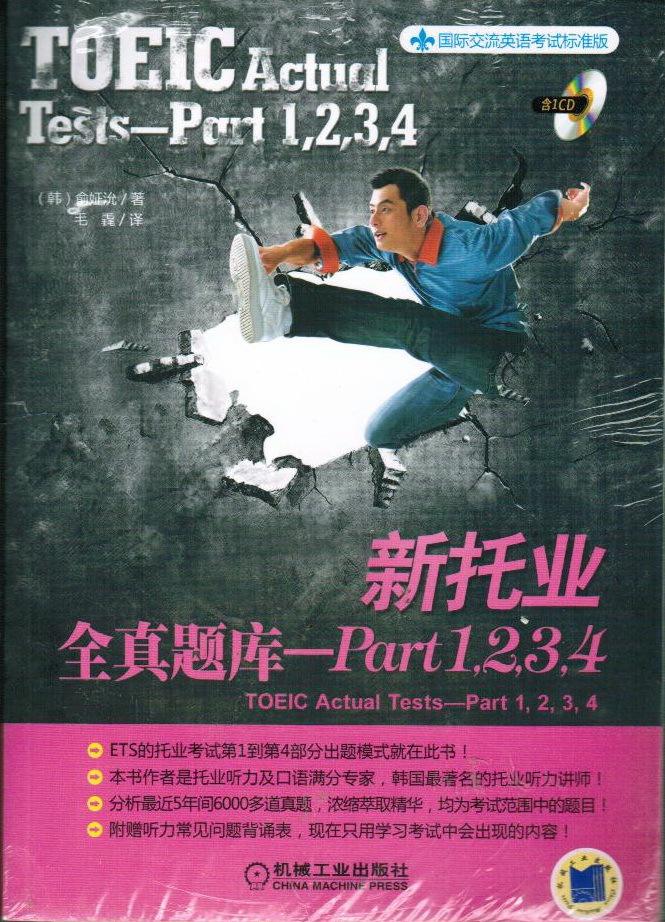 国际交流英语考试标准版
TOEIC Actual
Tests—Part 1,2,3,4
含1CD
（韩）俞娅沇/著
毛 毳/译
新托业
全真题库—Part 1,2,3,4
TOEIC Actual Tests—Part 1, 2, 3, 4
ETS的托业考试第1到第4部分出题模式就在此书！
本书作者是托业听力及口语满分专家，韩国最著名的托业听力讲师！
分析最近5年间6000多道真题，浓缩萃取精华，均为考试范围中的题目！
附赠听力常见问题背诵表，现在只用学习考试中会出现的内容！
机械工业出版社
CHINA MACHINE PRESS